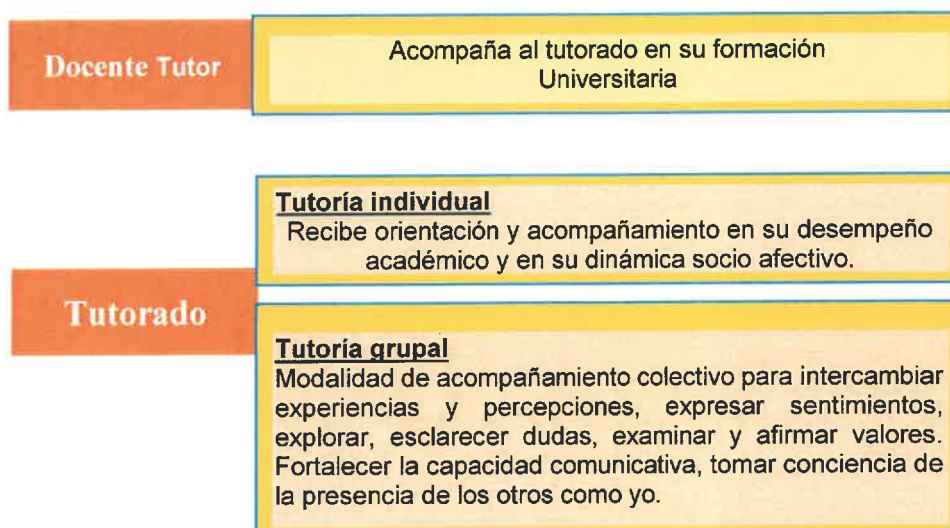 Docente Tutor
Acompaña al tutorado en su formación
Universitaria
Tutorado
Tutoría individual
Recibe orientación y acompañamiento en su desempeño
académico y en su dinámica socio afectivo.
Tutoría grupal
Modalidad de acompañamiento colectivo para intercambiar
experiencias y percepciones, expresar sentimientos,
explorar, esclarecer dudas, examinar y afirmar valores.
Fortalecer la capacidad comunicativa, tomar conciencia de
la presencia de los otros como yo.